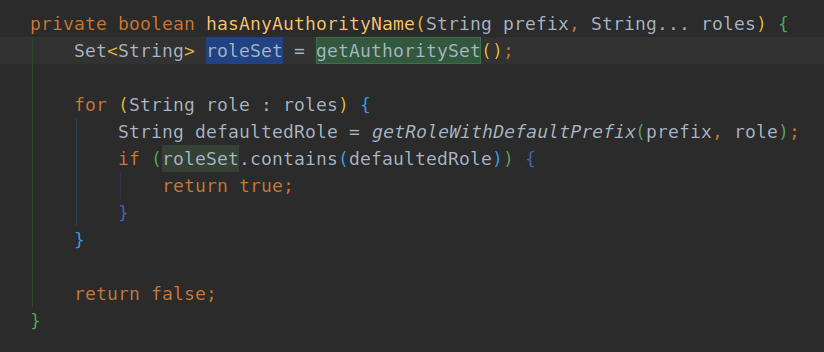 private boolean hasAnyAuthorityName(String prefix, String... roles) {
    Set<String> roleSet = getAuthoritySet();

    for (String role : roles) {
        String defaultedRole = getRoleWithDefaultPrefix(prefix, role);
        if (roleSet.contains(defaultedRole)) {
            return true;
        }
    }

    return false;
}